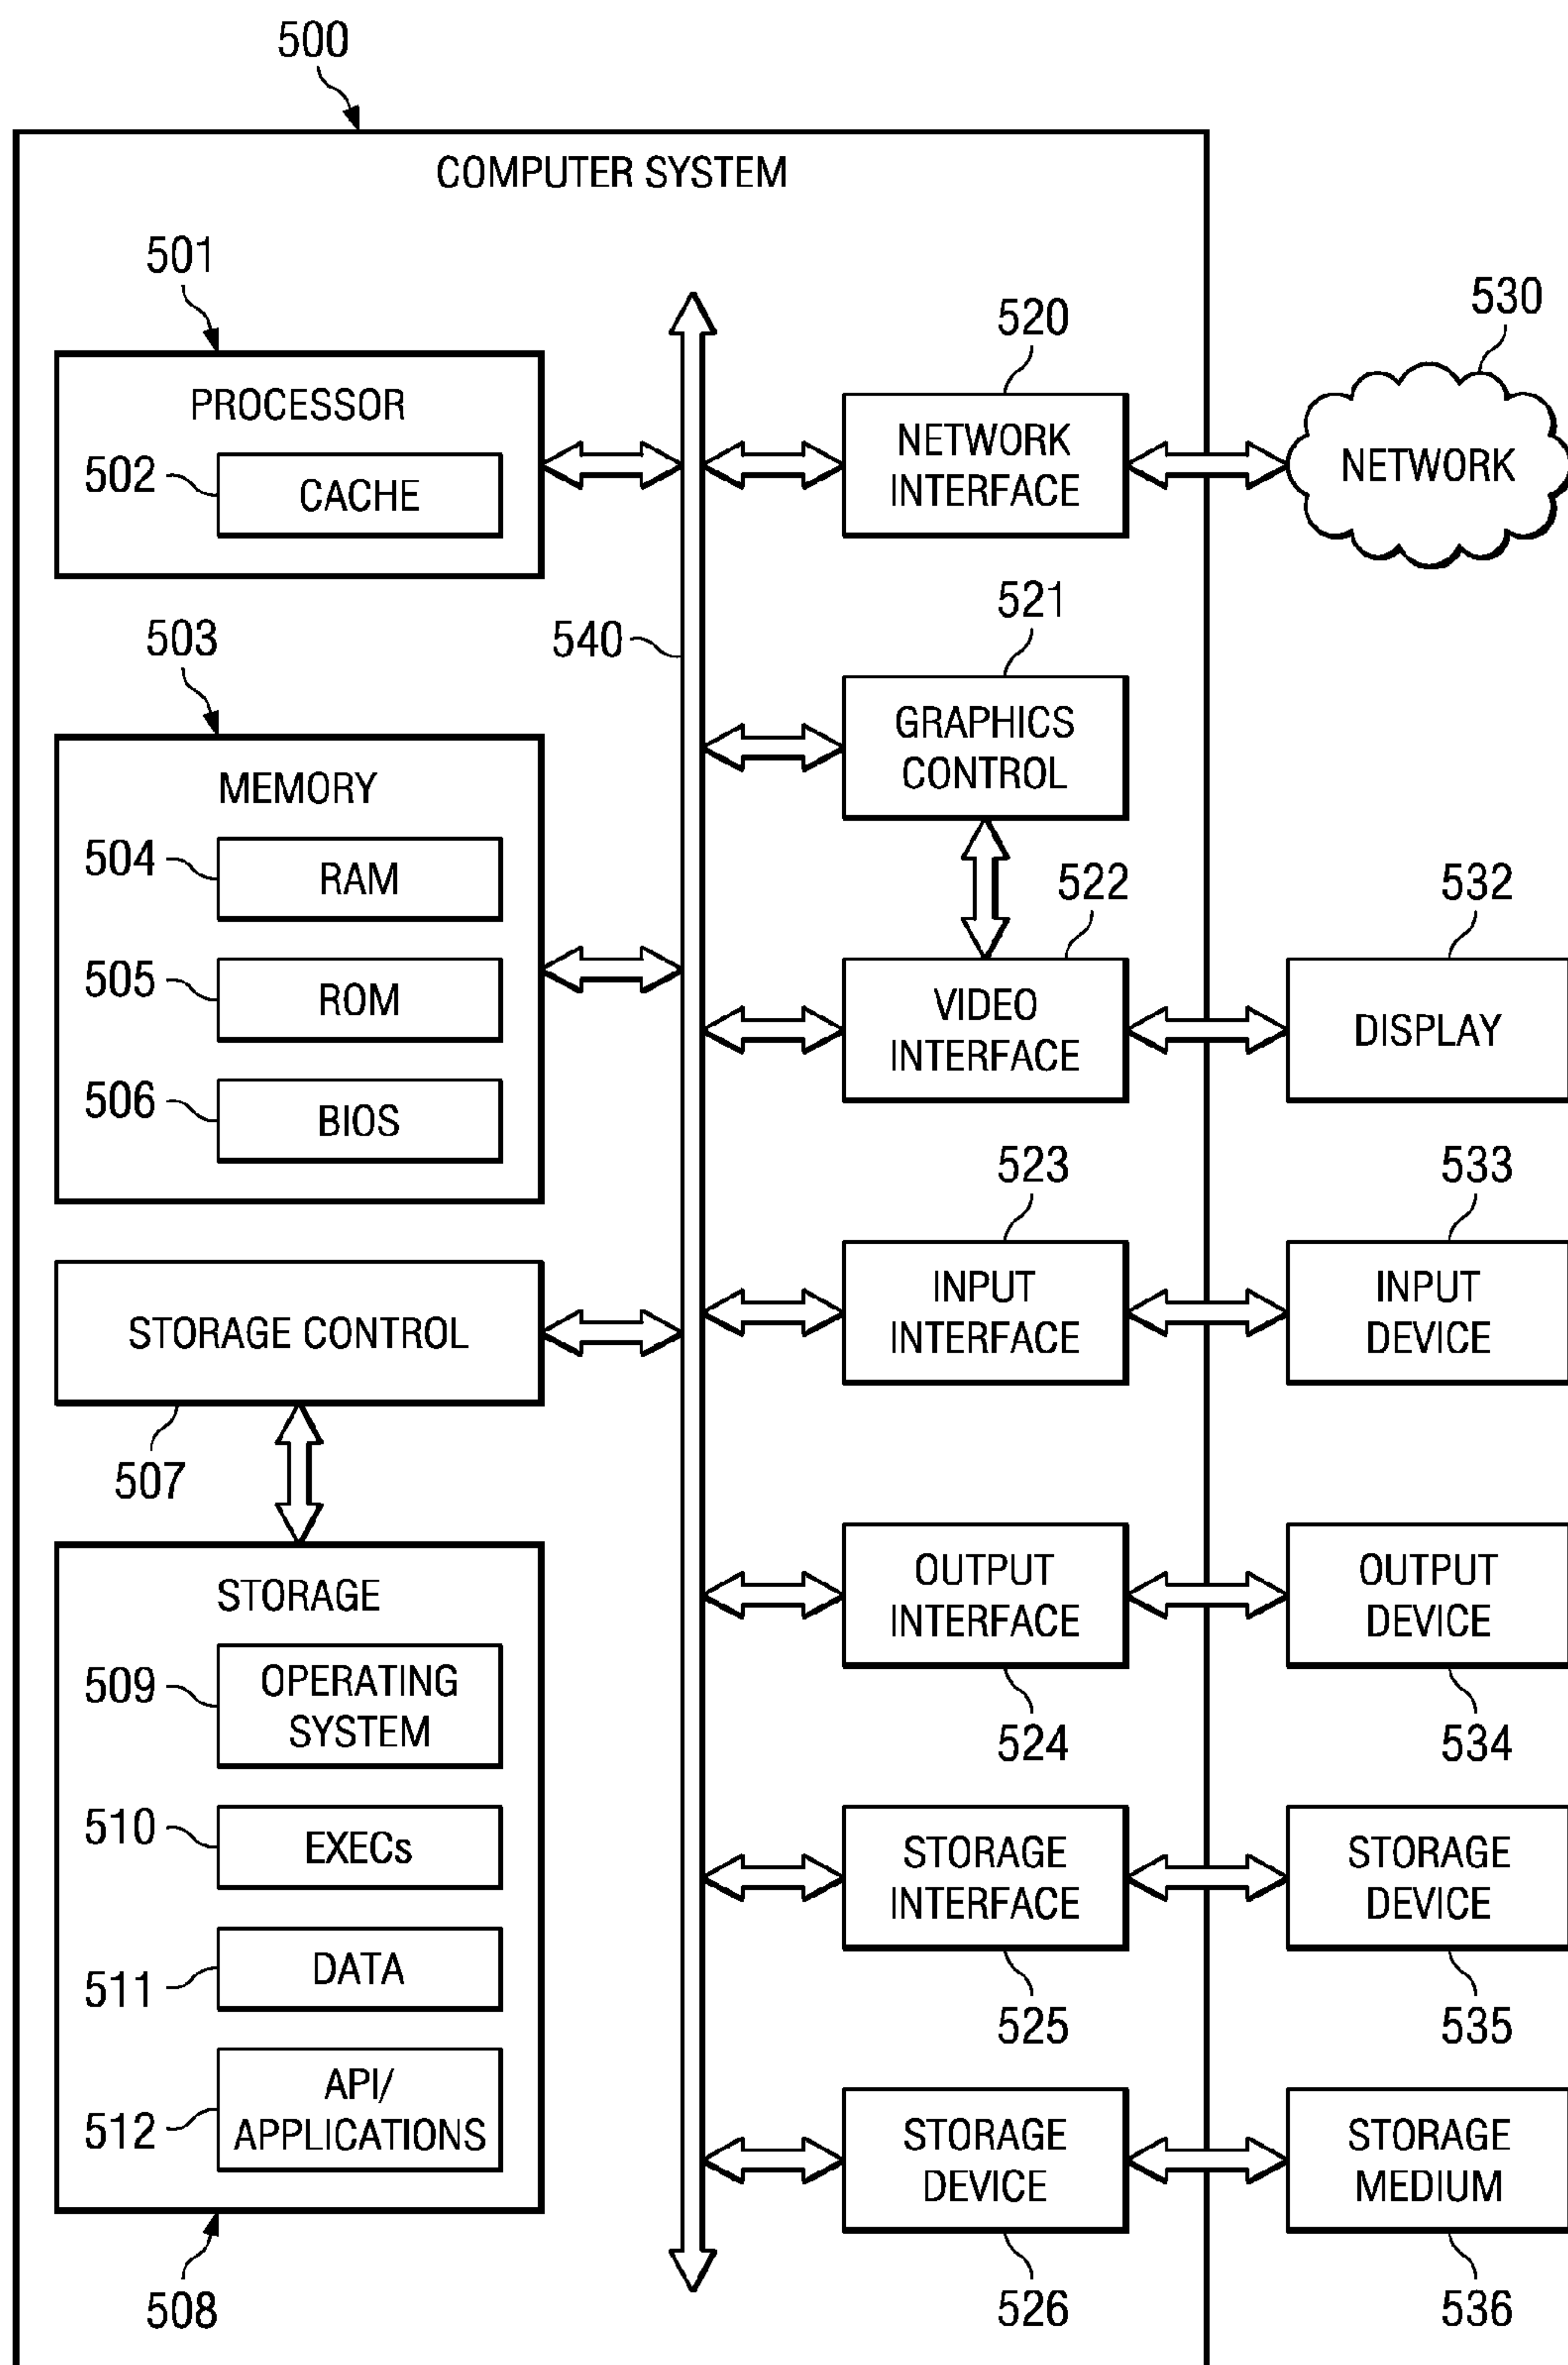 500
COMPUTER SYSTEM
501
PROCESSOR
502
CACHE
503
MEMORY
504
RAM
505
ROM
506
BIOS
STORAGE CONTROL
507
STORAGE
509
OPERATING
SYSTEM
510
EXECs
511
DATA
512
API/
APPLICATIONS
508
540
520
NETWORK
INTERFACE
530
NETWORK
521
GRAPHICS
CONTROL
522
VIDEO
INTERFACE
532
DISPLAY
523
INPUT
INTERFACE
533
INPUT
DEVICE
OUTPUT
INTERFACE
524
OUTPUT
DEVICE
534
STORAGE
INTERFACE
525
STORAGE
DEVICE
535
STORAGE
DEVICE
526
STORAGE
MEDIUM
536